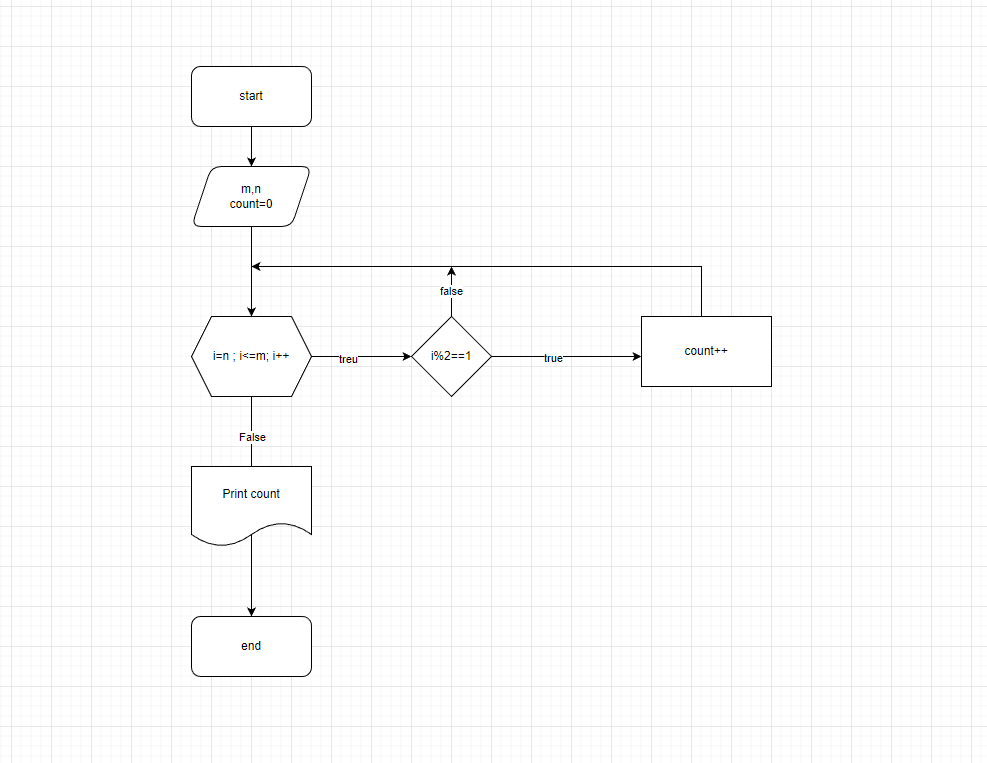 start
m,n
count=0
false
i=n ; i<=m; i++
treu
i%2==1
true
count++
False
Print count
end